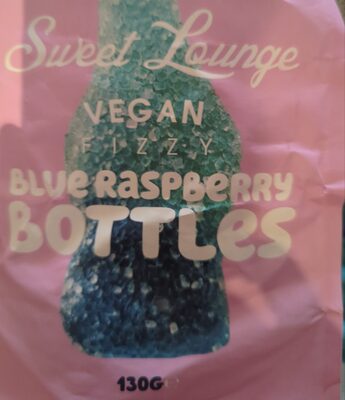 Sweet Lounge
VEGAN
FIZZY
BLUE RASPBERRY
BOTTLES
130G